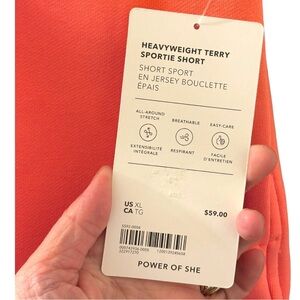 HEAVYWEIGHT TERRY
SPORTIE SHORT
SHORT SPORT
EN JERSEY BOUCLETTE
ÉPAIS
ALL-AROUND
STRETCH
BREATHABLE
EASY-CARE
EXTENSIBILITÉ
INTÉGRALE
RESPIRANT
FACILE
D'ENTRETIEN
US XL
CA TG
$59.00
POWER OF SHE